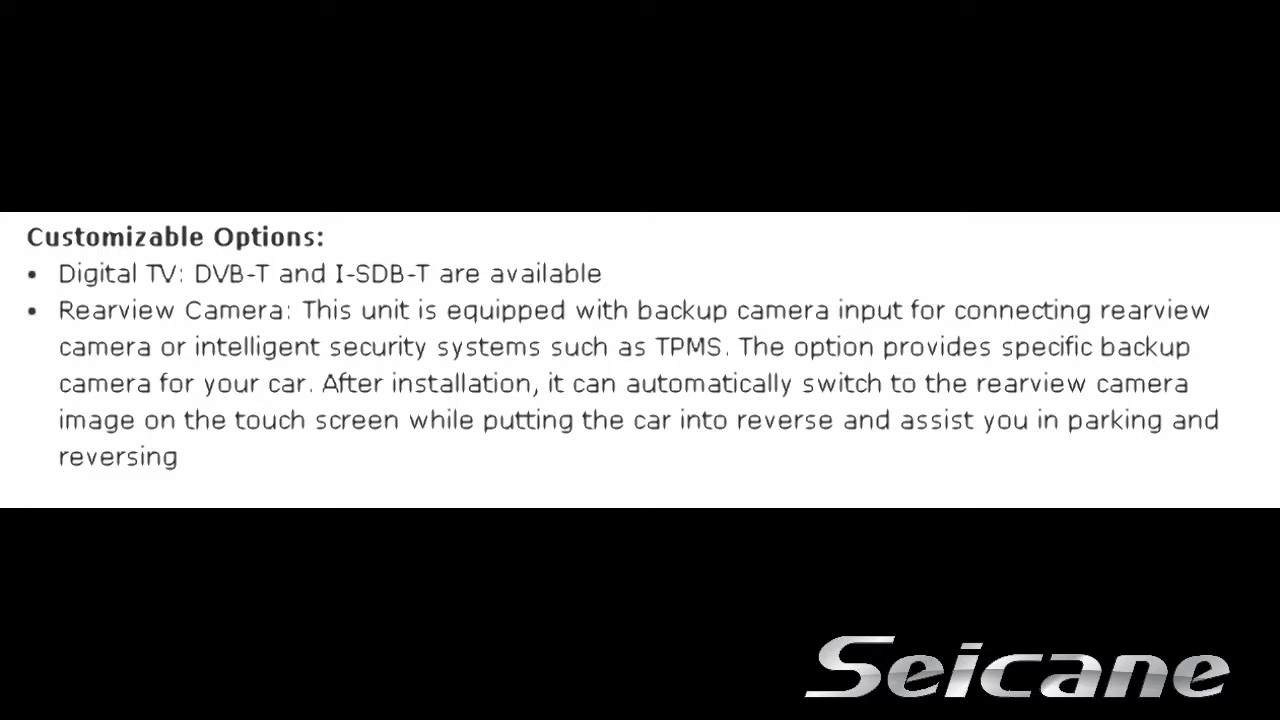 Customizable Options:
• Digital TV: DVB-T and I-SDB-T are available
• Rearview Camera: This unit is equipped with backup camera input for connecting rearview
camera or intelligent security systems such as TPMS. The option provides specific backup
camera for your car. After installation, it can automatically switch to the rearview camera
image on the touch screen while putting the car into reverse and assist you in parking and
reversing
Seicane